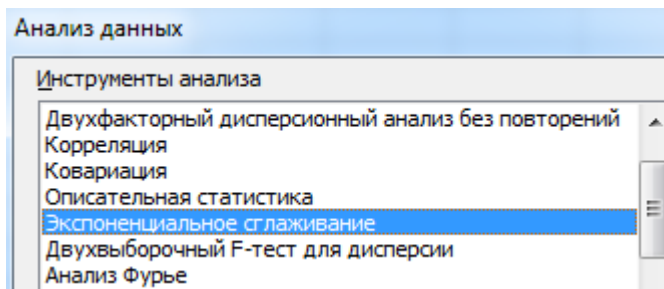 Анализ данных
Инструменты анализа
Двухфакторный дисперсионный анализ без повторений
Корреляция
Ковариация
Описательная статистика
Экспоненциальное сглаживание
Двухвыборочный F-тест для дисперсии
Анализ Фурье